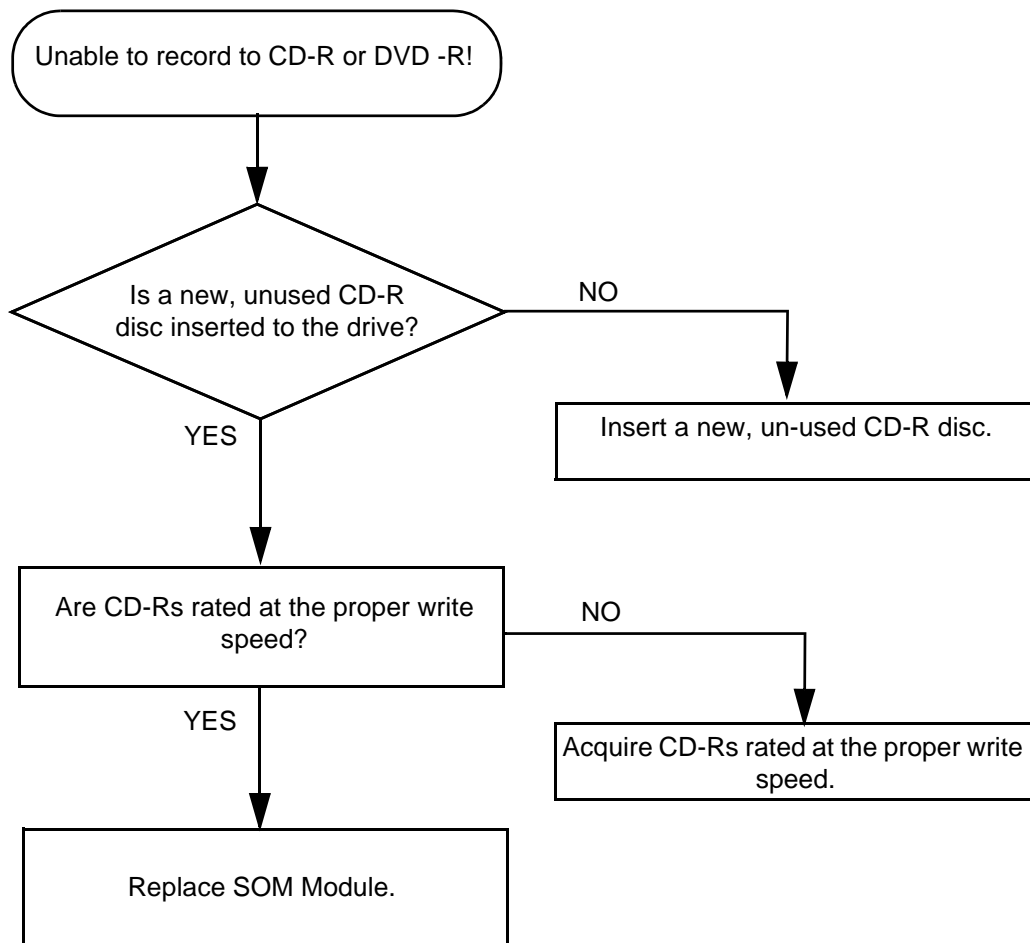 Unable to record to CD-R or DVD -R!
Is a new, unused CD-R
disc inserted to the drive?
NO
Insert a new, un-used CD-R disc.
YES
Are CD-Rs rated at the proper write
speed?
NO
Acquire CD-Rs rated at the proper write
speed.
YES
Replace SOM Module.